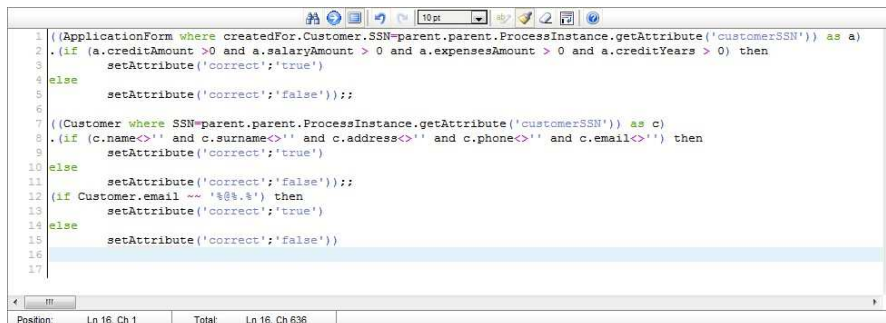 10 pt
1 ((ApplicationForm where createdFor.Customer.SSN=parent.parent.ProcessInstance.getAttribute('customerSSN')) as a)
2 .(if (a.creditAmount >0 and a.salaryAmount > 0 and a.expensesAmount > 0 and a.creditYears > 0) then
3 setAttribute('correct';'true')
4 else
5 setAttribute('correct';'false'));;
6
7 ((Customer where SSN=parent.parent.ProcessInstance.getAttribute('customerSSN')) as c)
8 .(if (c.name<>'' and c.surname<>'' and c.address<>'' and c.phone<>'' and c.email<>'') then
9 setAttribute('correct';'true')
10 else
11 setAttribute('correct';'false'));;
12 (if Customer.email ~~ '%@%.%') then
13 setAttribute('correct';'true')
14 else
15 setAttribute('correct';'false'))
16
17
Position: Ln 16, Ch 1 Total: Ln 16, Ch 636